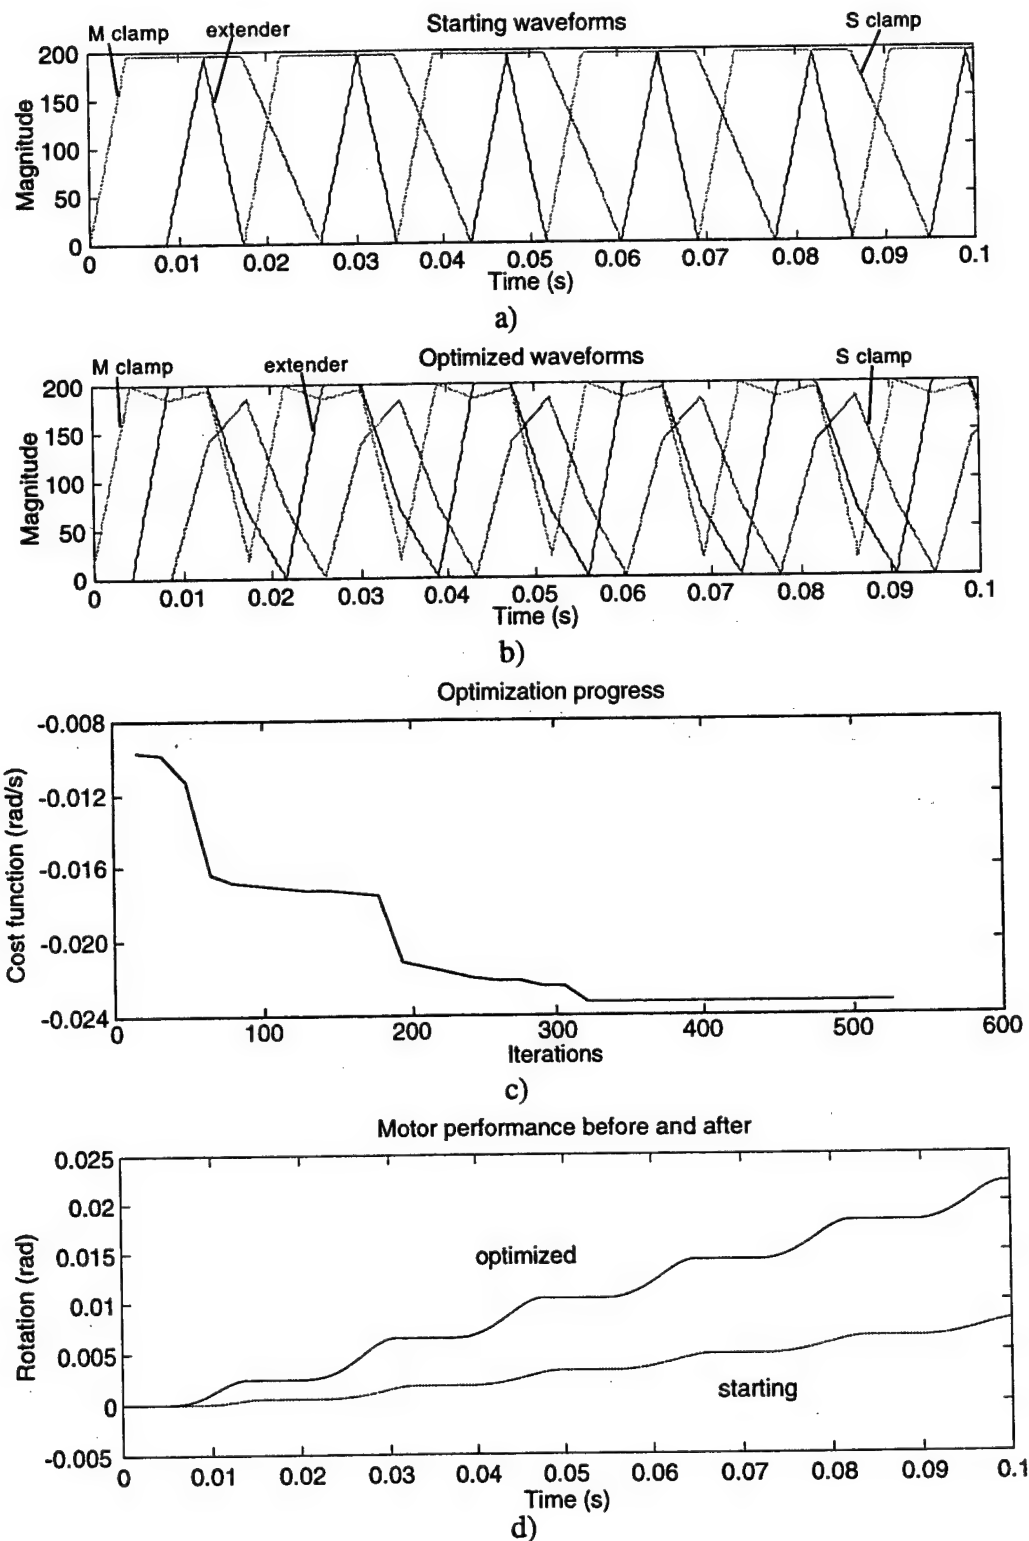 Starting waveforms
M clamp
extender
S clamp
200
150
100
50
0
Magnitude
0 0.01 0.02 0.03 0.04 0.05 0.06 0.07 0.08 0.09 0.1
Time (s)
a)
Optimized waveforms
M clamp
extender
S clamp
200
150
100
50
0
Magnitude
0 0.01 0.02 0.03 0.04 0.05 0.06 0.07 0.08 0.09 0.1
Time (s)
b)
Optimization progress
-0.008
-0.012
-0.016
-0.020
-0.024
Cost function (rad/s)
0 100 200 300 400 500 600
Iterations
c)
Motor performance before and after
0.025
0.02
0.015
0.01
0.005
0
-0.005
Rotation (rad)
optimized
starting
0 0.01 0.02 0.03 0.04 0.05 0.06 0.07 0.08 0.09 0.1
Time (s)
d)